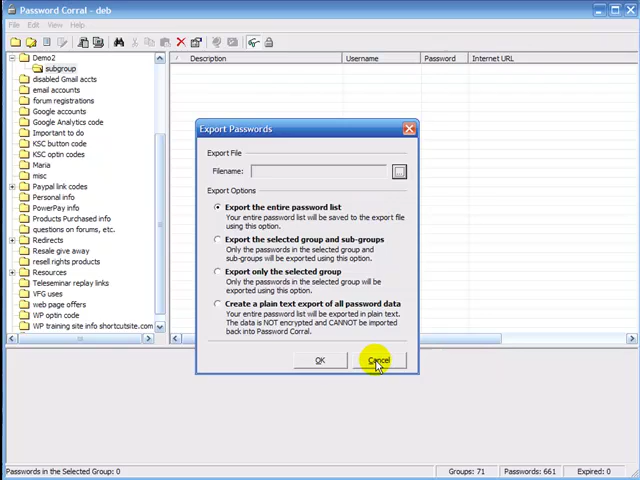 Password Corral - deb
File Edit View Help
Description Username Password Internet URL
Demo2
subgroup
disabled Gmail accts
email accounts
forum registrations
Google accounts
Google Analytics code
Important to do
KSC button code
KSC optin codes
Maria
misc
Paypal link codes
Personal info
PowerPay info
Products Purchased info
questions on forums, etc.
Redirects
Resale give away
resell rights products
Resources
Teleseminar replay links
VFG uses
web page offers
WP optin code
WP training site info shortcutsite.com
Export Passwords
Export File
Filename:
Export Options
Export the entire password list
Your entire password list will be saved to the export file
using this option.
Export the selected group and sub-groups
Only the passwords in the selected group and
sub-groups will be exported using this option.
Export only the selected group
Only the passwords in the selected group will be
exported using this option.
Create a plain text export of all password data
Your entire password list will be exported in plain text.
The data is NOT encrypted and CANNOT be imported
back into Password Corral.
OK Cancel
Passwords in the Selected Group: 0 Groups: 71 Passwords: 661 Expired: 0